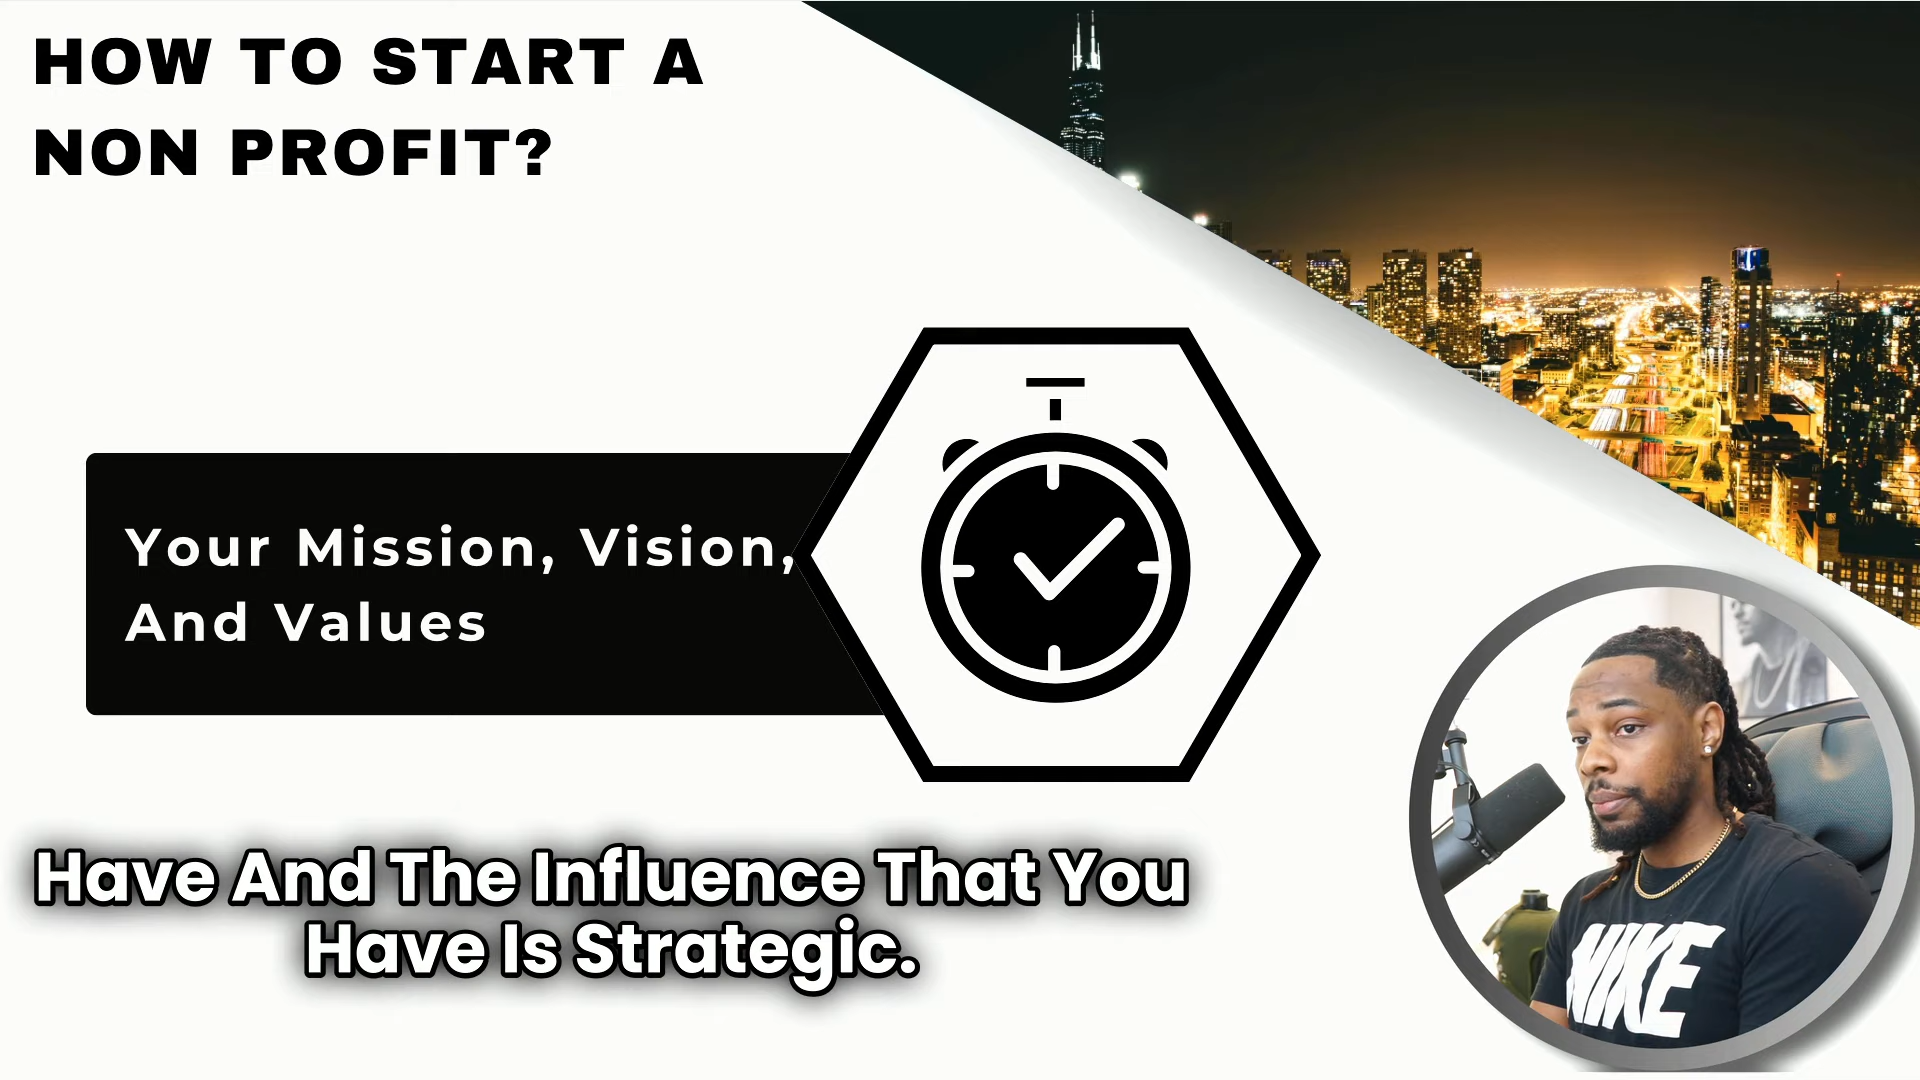 HOW TO START A
NON PROFIT?
Your Mission, Vision,
And Values
Have And The Influence That You
Have Is Strategic.
NIKE